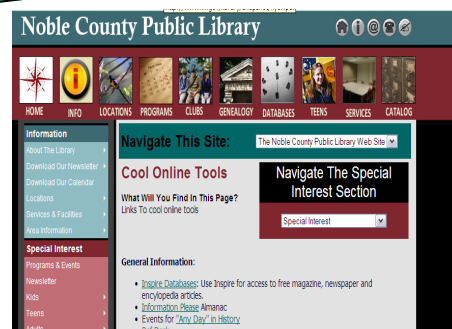 Noble County Public Library
HOME INFO LOCATIONS PROGRAMS CLUBS GENEALOGY DATABASES TEENS SERVICES CATALOG
Information
About The Library
Download Our Newsletter
Download Our Calendar
Locations
Services & Facilities
Area Information
Special Interest
Programs & Events
Newsletter
Kids
Teens
Adults
Navigate This Site:
The Noble County Public Library Web Site
Cool Online Tools
What Will You Find In This Page?
Links To cool online tools
Navigate The Special
Interest Section
Special Interest
General Information:
Inspire Databases: Use Inspire for access to free magazine, newspaper and
encylopedia articles.
Information Please Almanac
Events for "Any Day" in History